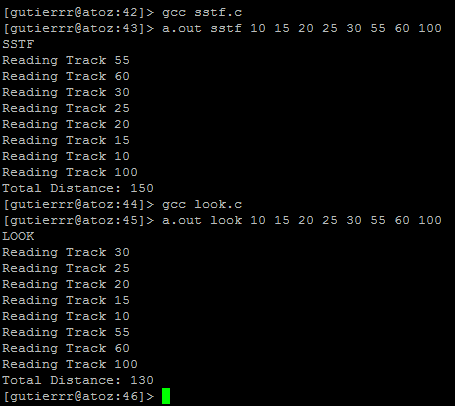 [gutierrr@atoz:42]> gcc sstf.c
[gutierrr@atoz:43]> a.out sstf 10 15 20 25 30 55 60 100
SSTF
Reading Track 55
Reading Track 60
Reading Track 30
Reading Track 25
Reading Track 20
Reading Track 15
Reading Track 10
Reading Track 100
Total Distance: 150
[gutierrr@atoz:44]> gcc look.c
[gutierrr@atoz:45]> a.out look 10 15 20 25 30 55 60 100
LOOK
Reading Track 30
Reading Track 25
Reading Track 20
Reading Track 15
Reading Track 10
Reading Track 55
Reading Track 60
Reading Track 100
Total Distance: 130
[gutierrr@atoz:46]>